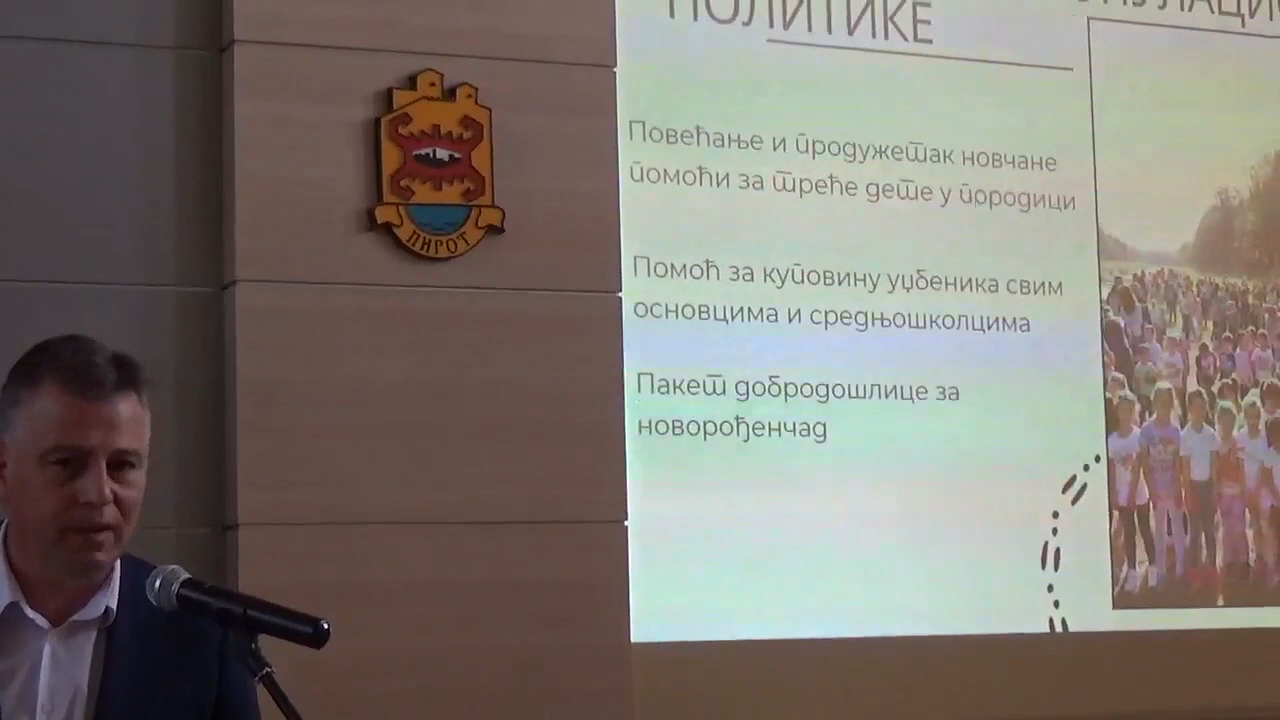 ПОЛИТИКЕ
Повећање и продужетак новчане
помоћи за треће дете у прородици
Помоћ за куповину уџбеника свим
основцима и средњошколцима
Пакет добродошлице за
новорођенчад
ПИРОТ